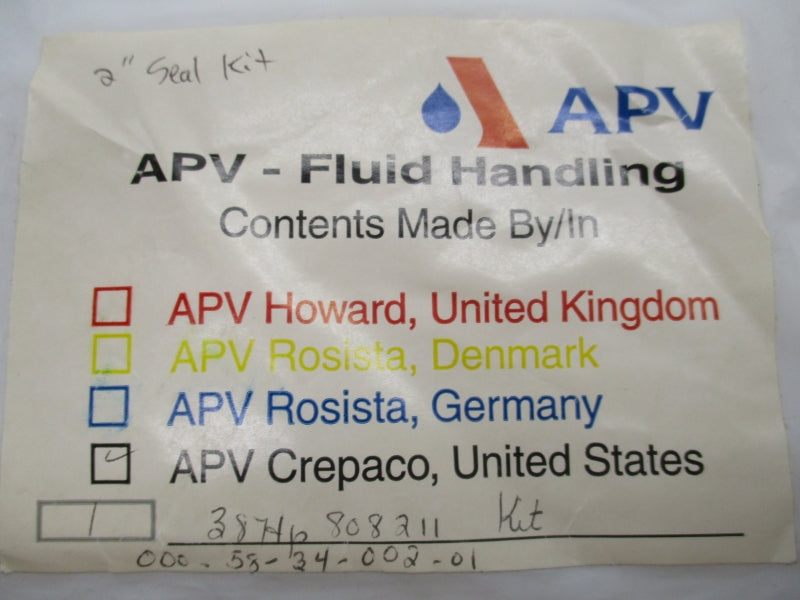 2" Seal Kit
APV
APV - Fluid Handling
Contents Made By/In
APV Howard, United Kingdom
APV Rosista, Denmark
APV Rosista, Germany
APV Crepaco, United States
1 387Hp 808211 Kit
000-53-34-002-01